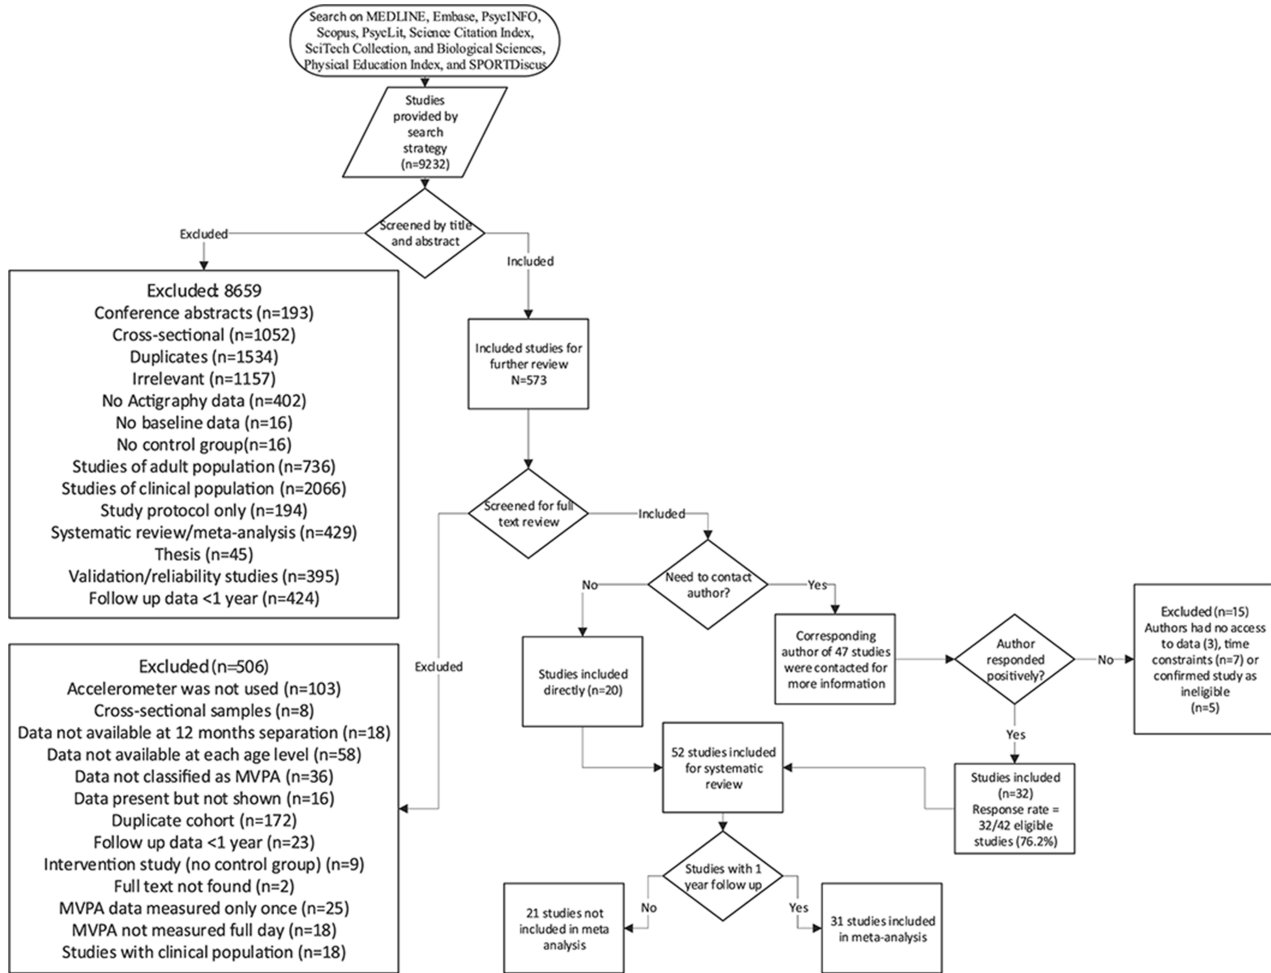 Search on MEDLINE, Embase, PsycINFO,
Scopus, PsycLit, Science Citation Index,
SciTech Collection, and Biological Sciences,
Physical Education Index, and SPORTDiscus
Studies
provided by
search
strategy
(n=9232)
Screened by title
and abstract
Excluded
Included
Excluded: 8659
Conference abstracts (n=193)
Cross-sectional (n=1052)
Duplicates (n=1534)
Irrelevant (n=1157)
No Actigraphy data (n=402)
No baseline data (n=16)
No control group(n=16)
Studies of adult population (n=736)
Studies of clinical population (n=2066)
Study protocol only (n=194)
Systematic review/meta-analysis (n=429)
Thesis (n=45)
Validation/reliability studies (n=395)
Follow up data <1 year (n=424)
Included studies for
further review
N=573
Screened for full
text review
Included
Excluded
Excluded (n=506)
Accelerometer was not used (n=103)
Cross-sectional samples (n=8)
Data not available at 12 months separation (n=18)
Data not available at each age level (n=58)
Data not classified as MVPA (n=36)
Data present but not shown (n=16)
Duplicate cohort (n=172)
Follow up data <1 year (n=23)
Intervention study (no control group) (n=9)
Full text not found (n=2)
MVPA data measured only once (n=25)
MVPA not measured full day (n=18)
Studies with clinical population (n=18)
Need to contact
author?
No
Yes
Studies included
directly (n=20)
Corresponding
author of 47 studies
were contacted for
more information
Author
responded
positively?
No
Excluded (n=15)
Authors had no access
to data (3), time
constraints (n=7) or
confirmed study as
ineligible
(n=5)
Yes
Studies included
(n=32)
Response rate =
32/42 eligible
studies (76.2%)
52 studies included
for systematic
review
Studies with 1
year follow up
No
Yes
21 studies not
included in meta
analysis
31 studies included
in meta-analysis